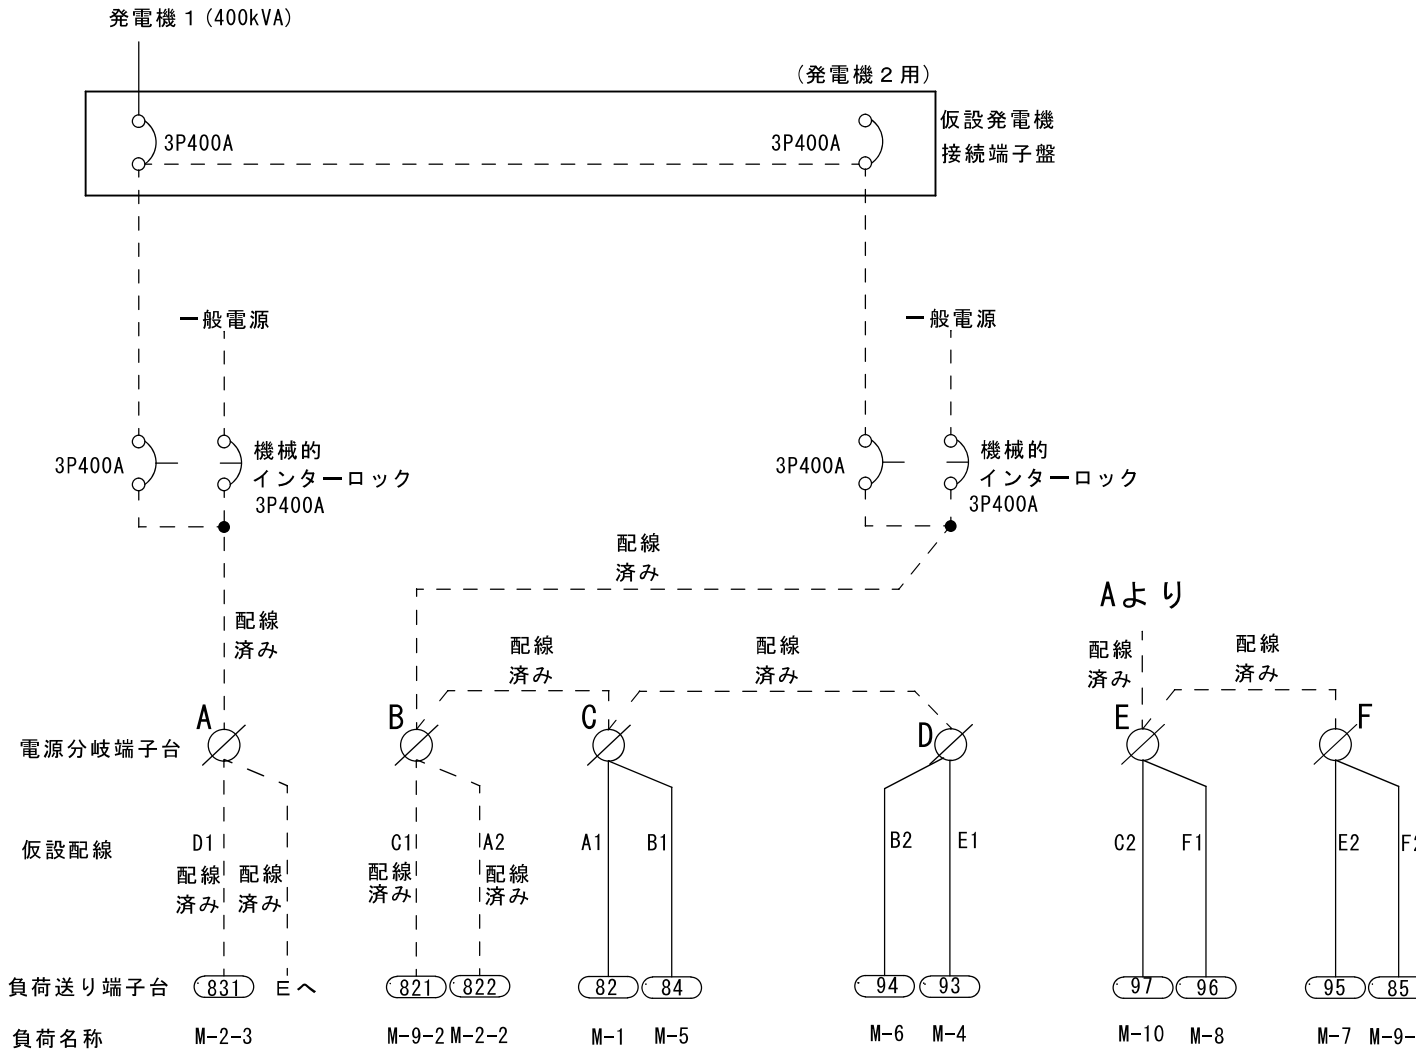 発電機１(400kVA)
(発電機２用)
3P400A
3P400A
仮設発電機
接続端子盤
一般電源
一般電源
3P400A
機械的
インターロック
3P400A
3P400A
機械的
インターロック
3P400A
配線
済み
Aより
配線
済み
配線
済み
配線
済み
配線
済み
配線
済み
A
B
C
D
E
F
電源分岐端子台
仮設配線
D1
C1
A2
A1
B1
B2
E1
C2
F1
E2
F2
配線
済み
配線
済み
配線
済み
配線
済み
負荷送り端子台
831
Eへ
821
822
82
84
94
93
97
96
95
85
負荷名称
M-2-3
M-9-2
M-2-2
M-1
M-5
M-6
M-4
M-10
M-8
M-7
M-9-